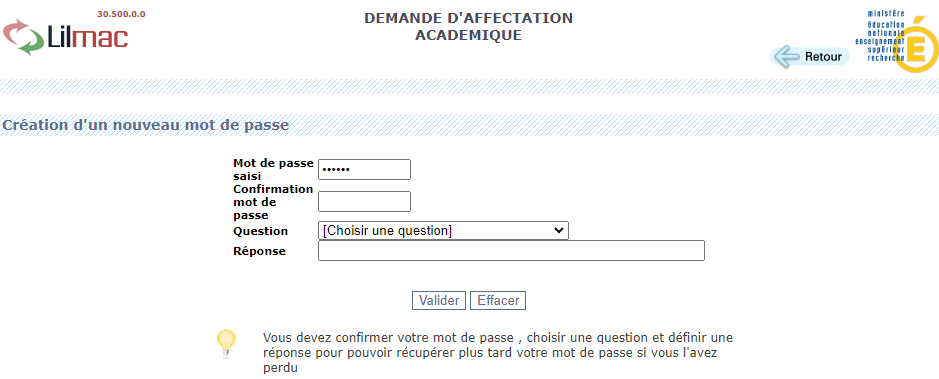 30.500.0.0
Lilmac
DEMANDE D'AFFECTATION
ACADEMIQUE
Retour
ministère
éducation
nationale
enseignement
supérieur
recherche
É
Création d'un nouveau mot de passe
Mot de passe
saisi
Confirmation
mot de
passe
Question
[Choisir une question]
Réponse
Valider
Effacer
Vous devez confirmer votre mot de passe , choisir une question et définir une
réponse pour pouvoir récupérer plus tard votre mot de passe si vous l'avez
perdu